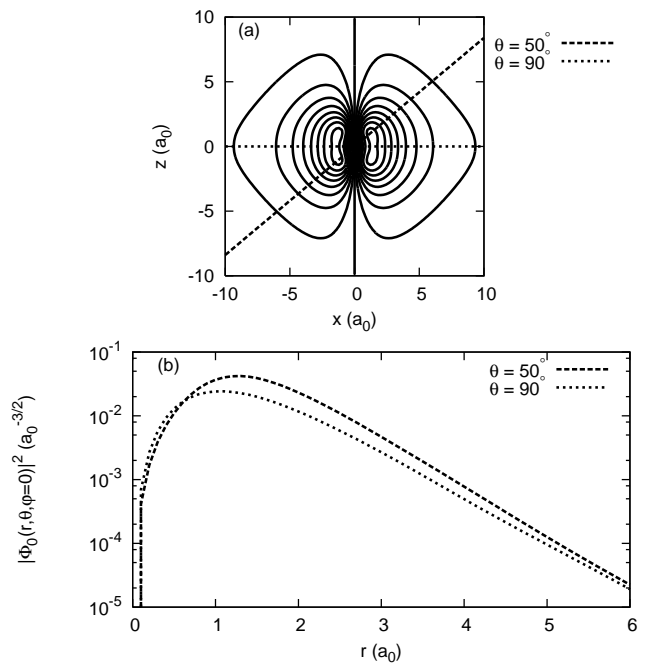 (a)
θ = 50°
θ = 90°
10
5
0
-5
-10
z (a₀)
-10 -5 0 5 10
x (a₀)
(b)
θ = 50°
θ = 90°
10⁻¹
10⁻²
10⁻³
10⁻⁴
10⁻⁵
|Φ₀(r,θ,φ=0)|² (a₀⁻³/²)
0 1 2 3 4 5 6
r (a₀)